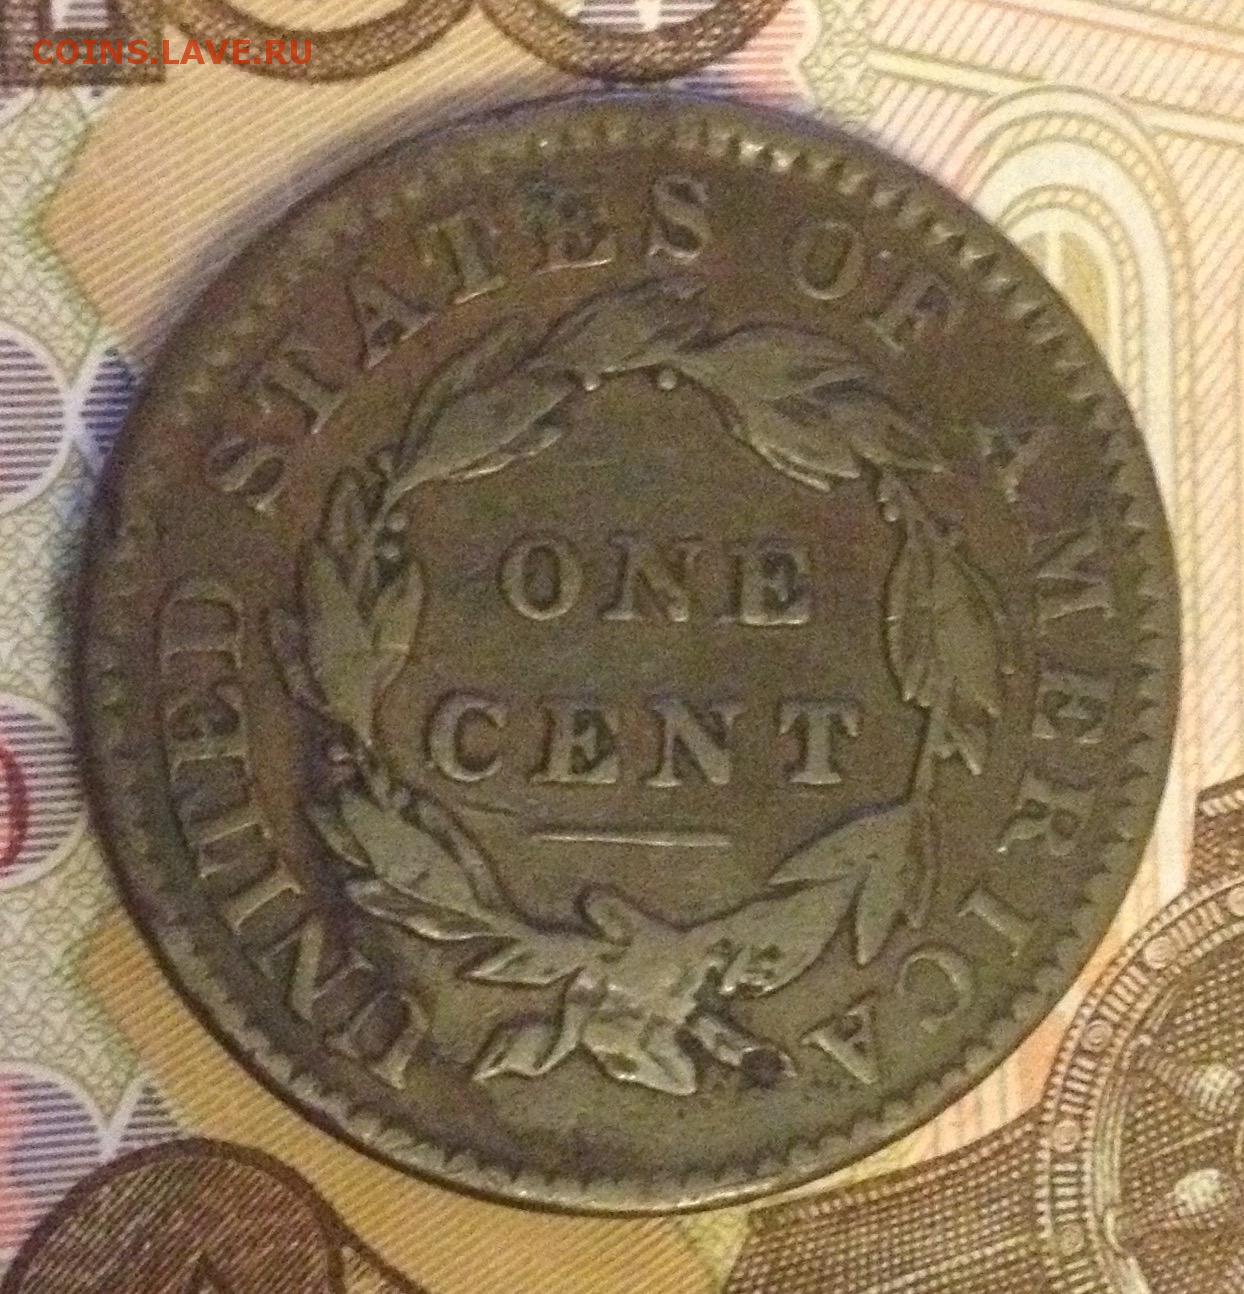 COINS.LAVE.RU
UNITED STATES OF AMERICA
ONE
CENT